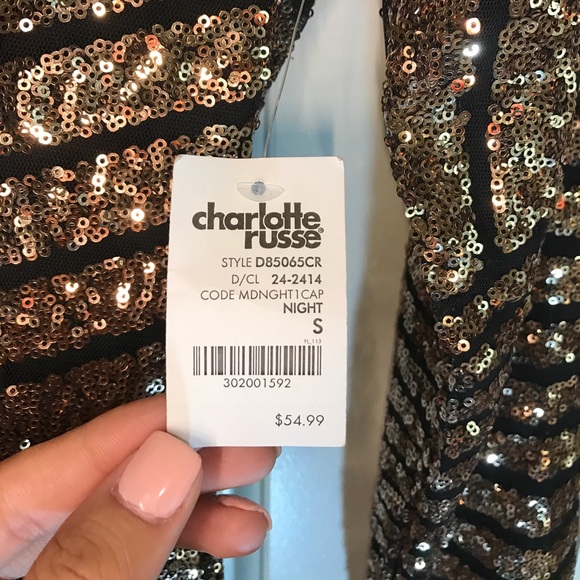 charlotte
russe®
STYLE D85065CR
D/CL 24-2414
CODE MDNGHT1CAP
NIGHT
S
FL_113
302001592
$54.99